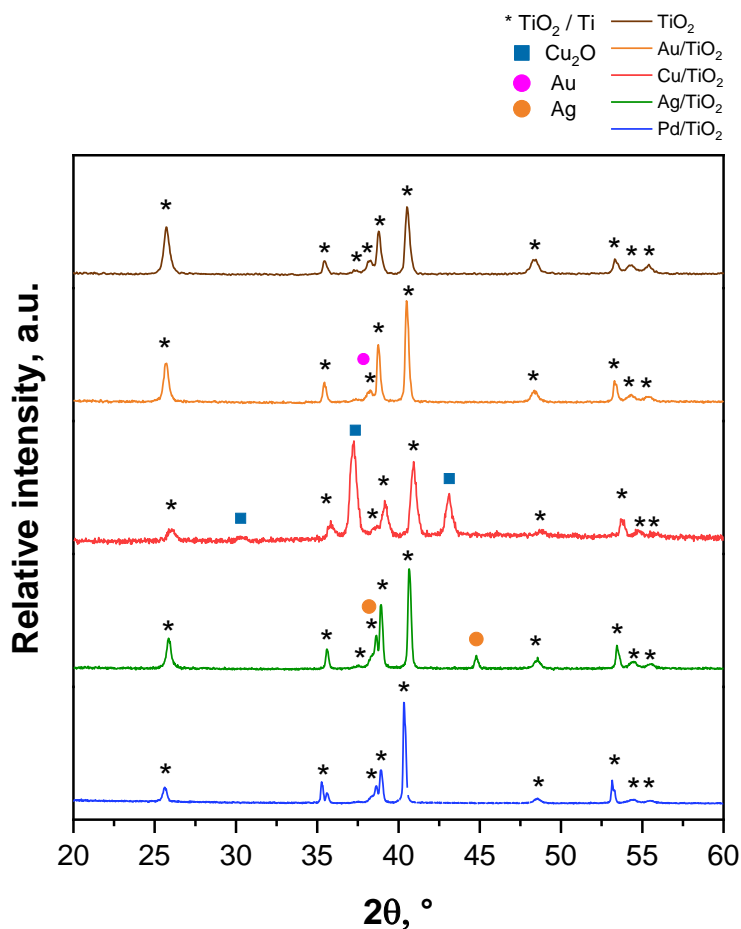 * TiO₂ / Ti
Cu₂O
Au
Ag
TiO₂
Au/TiO₂
Cu/TiO₂
Ag/TiO₂
Pd/TiO₂
Relative intensity, a.u.
* * * * * * * * * *
* * * * * * * * *
* * * * * * * * *
* * * * * * * * * *
* * * * * * * * *
20 25 30 35 40 45 50 55 60
2θ, °